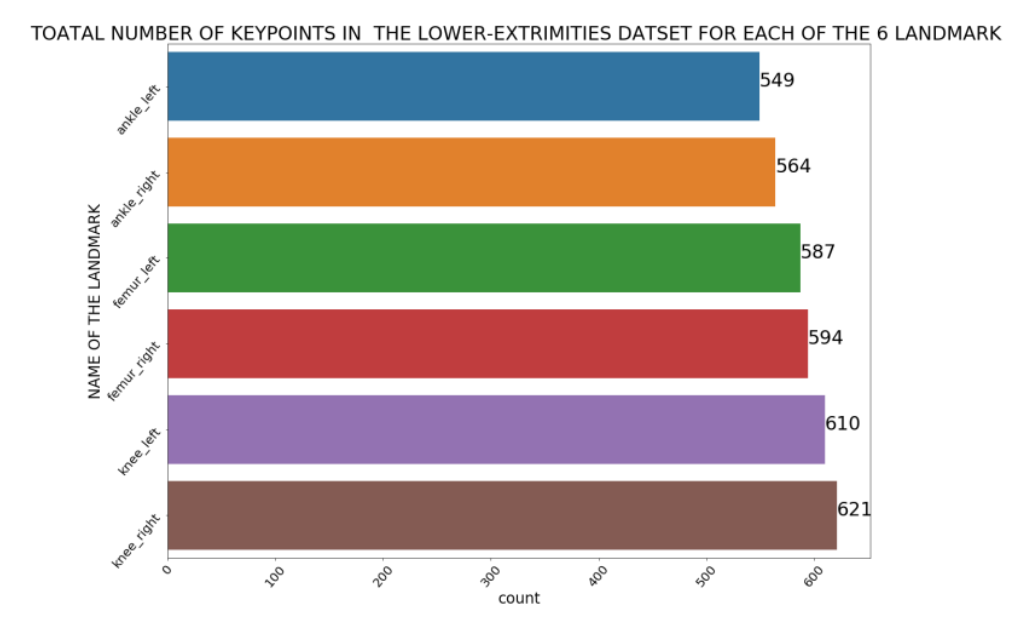 TOATAL NUMBER OF KEYPOINTS IN  THE LOWER-EXTRIMITIES DATSET FOR EACH OF THE 6 LANDMARK
NAME OF THE LANDMARK
ankle_left
549
ankle_right
564
femur_left
587
femur_right
594
knee_left
610
knee_right
621
0
100
200
300
400
500
600
count